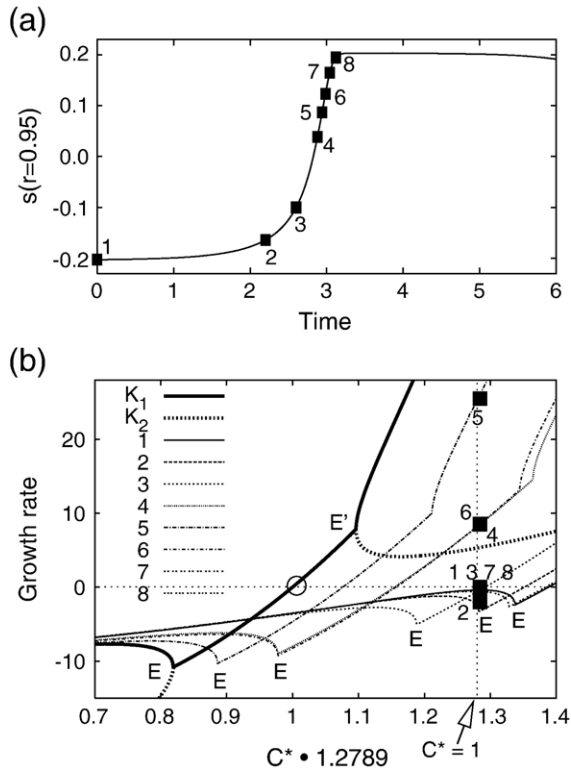 (a)
0.2
0.1
0.0
-0.1
-0.2
s(r=0.95)
1
2
3
4
5
6
7
8
0 1 2 3 4 5 6
Time
(b)
K1
K2
1
2
3
4
5
6
7
8
20
10
0
-10
Growth rate
5
E'
6
4
1 3 7 8
2
E E E E E E
0.7 0.8 0.9 1.0 1.1 1.2 1.3 1.4
C* • 1.2789
C* = 1